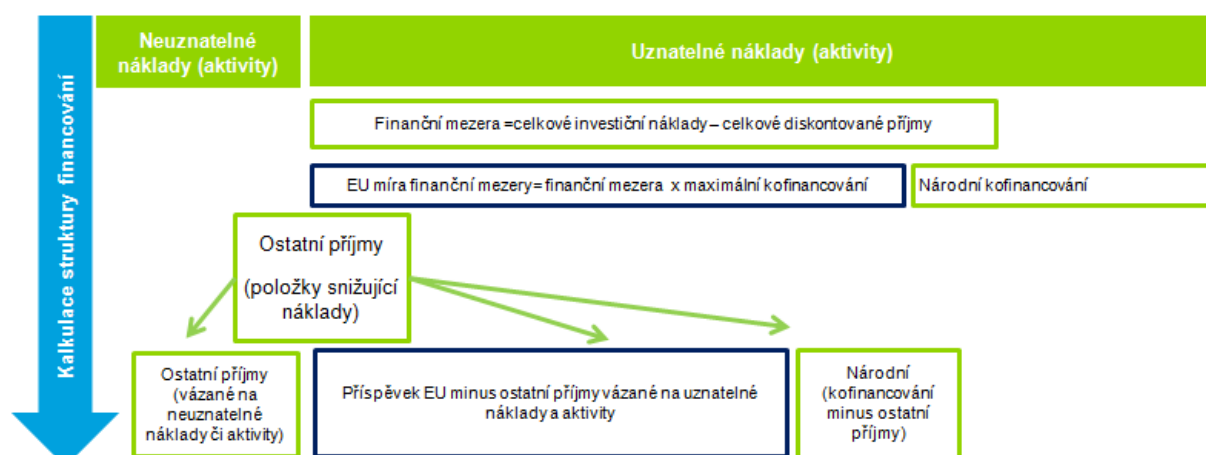 Kalkulace struktury financování
Neuznatelné
náklady (aktivity)
Uznatelné náklady (aktivity)
Finanční mezera =celkové investiční náklady– celkové diskontované příjmy
EU míra finanční mezery= finanční mezera x maximální kofinancování
Národní kofinancování
Ostatní příjmy
(položky snižující
náklady)
Ostatní příjmy
(vázané na
neuznatelné
náklady či aktivity)
Příspěvek EU minus ostatní příjmy vázané na uznatelné
náklady a aktivity
Národní
(kofinancování
minus ostatní
příjmy)